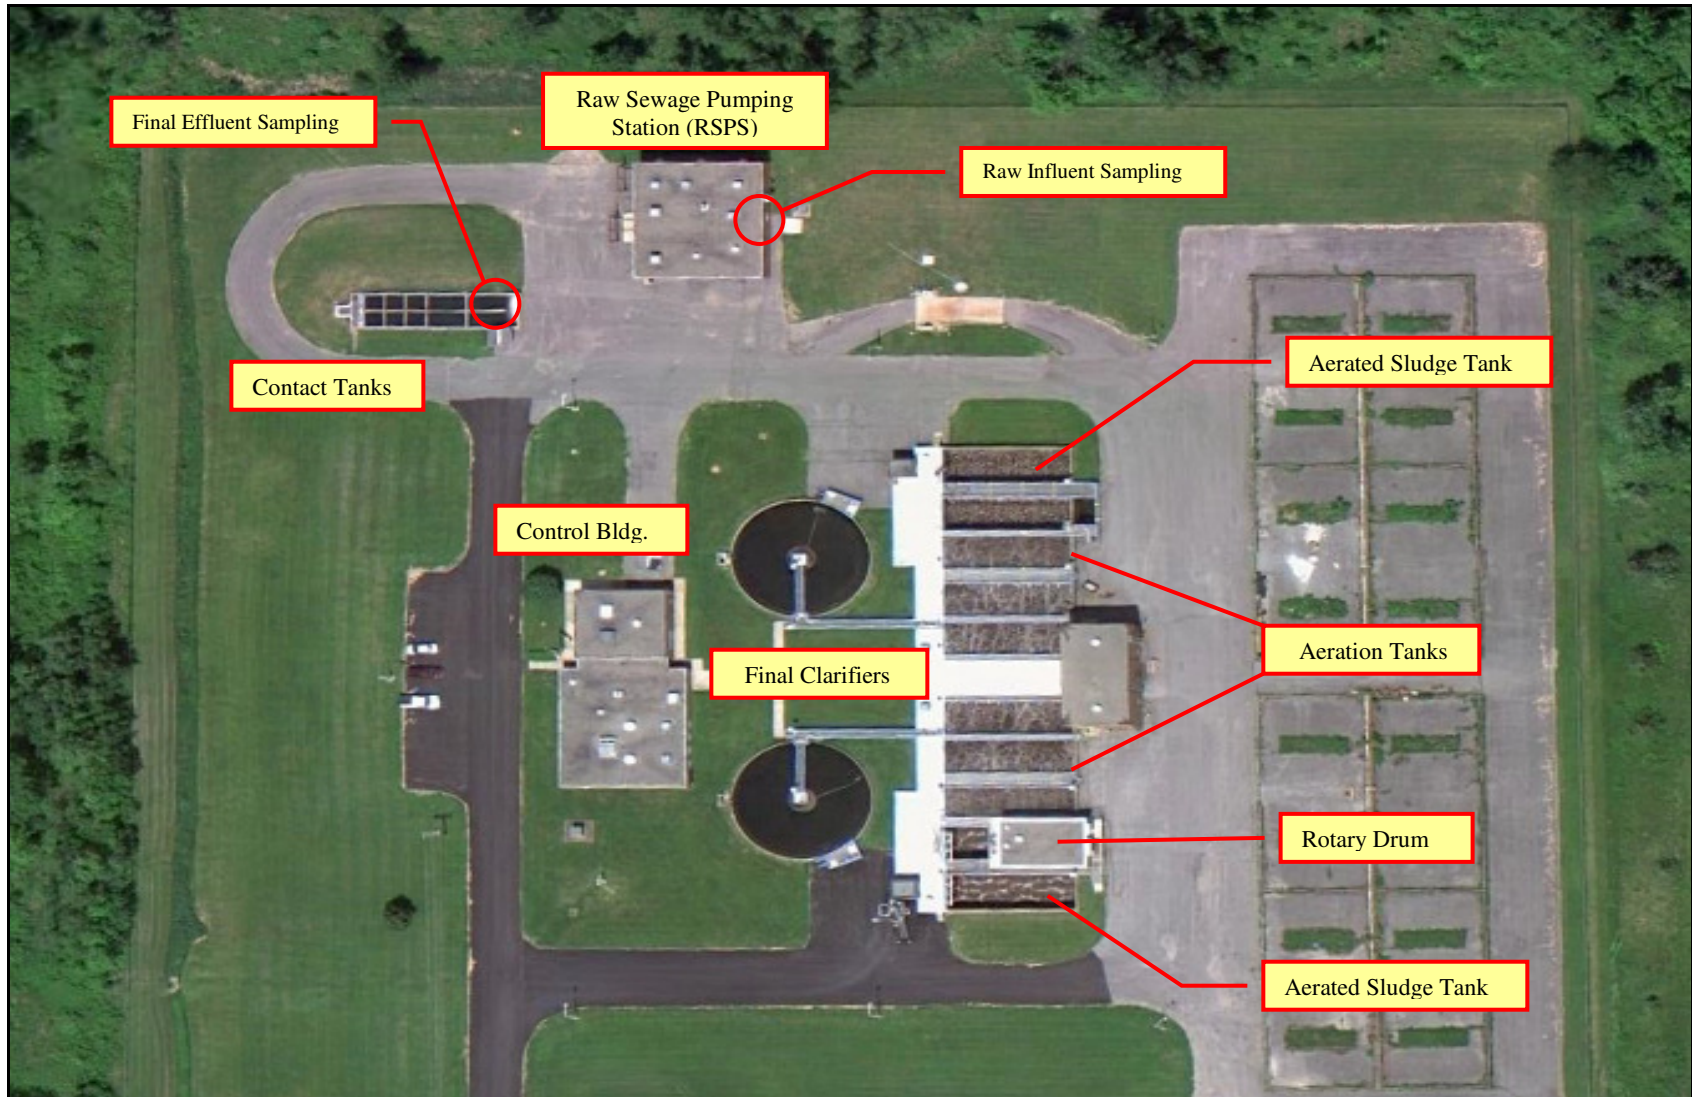 Raw Sewage Pumping
Station (RSPS)
Final Effluent Sampling
Raw Influent Sampling
Aerated Sludge Tank
Contact Tanks
Control Bldg.
Aeration Tanks
Final Clarifiers
Rotary Drum
Aerated Sludge Tank